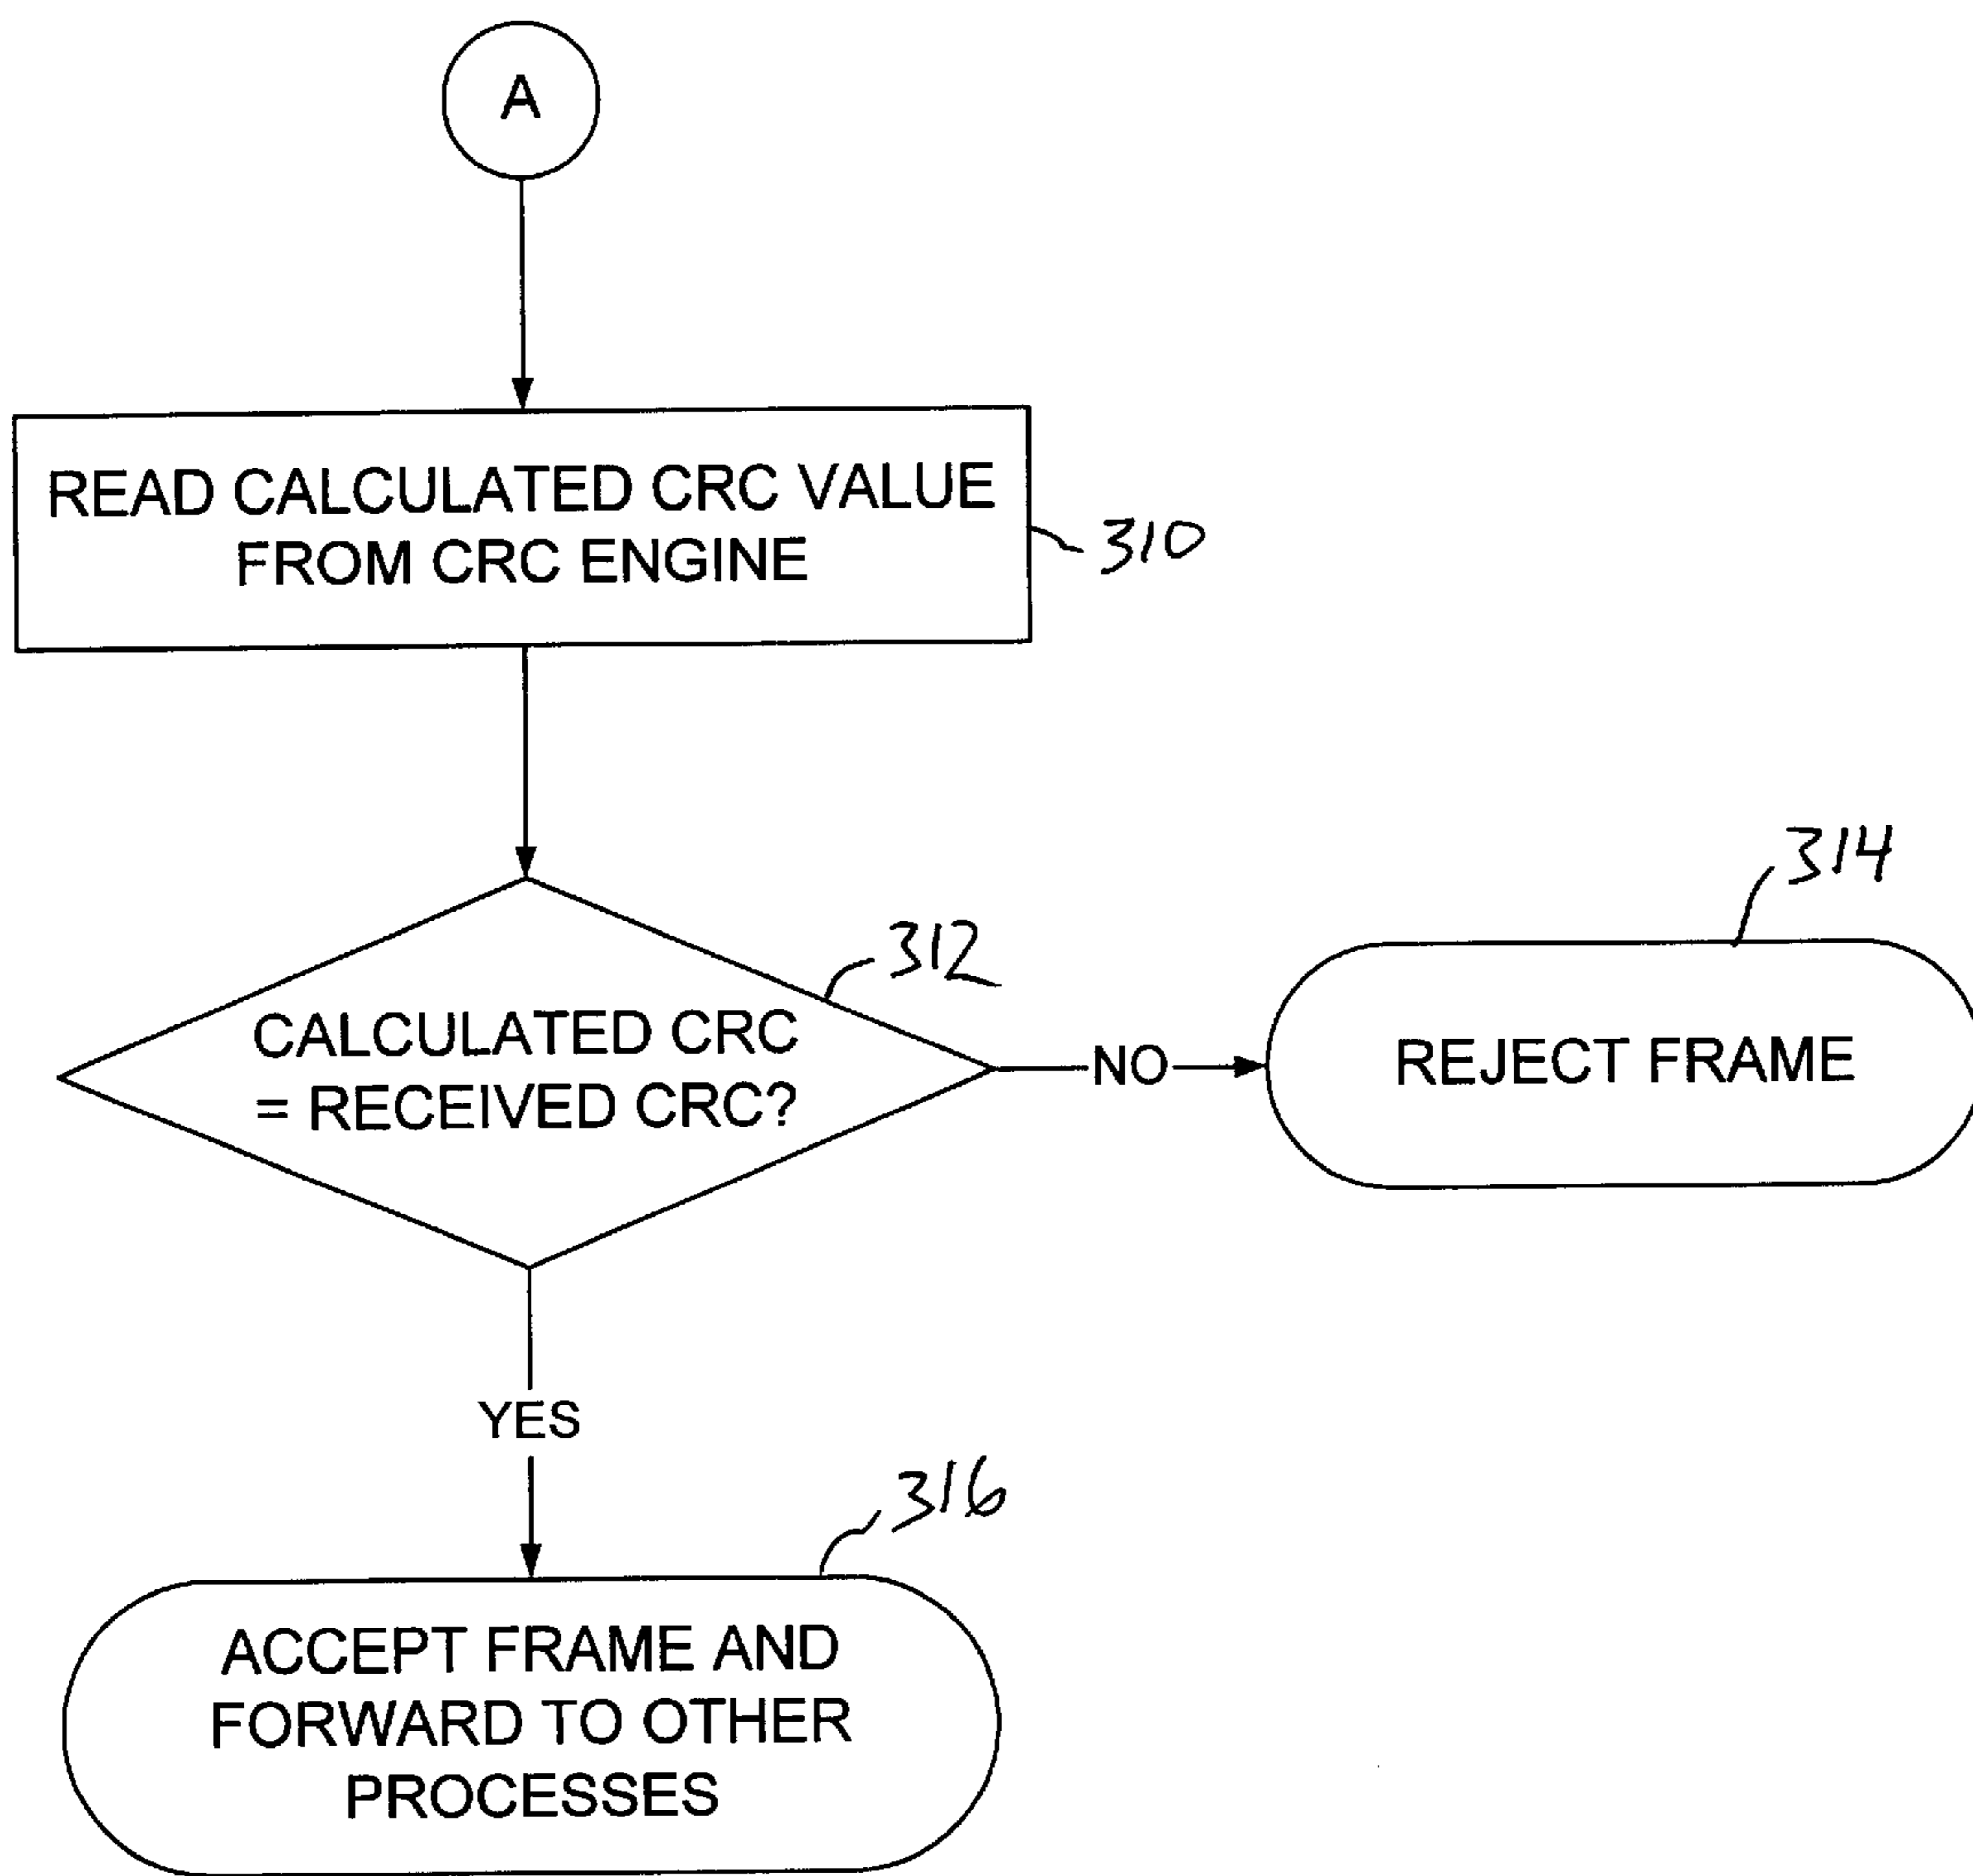 A
READ CALCULATED CRC VALUE
FROM CRC ENGINE
310
312
314
CALCULATED CRC
= RECEIVED CRC?
NO
REJECT FRAME
YES
316
ACCEPT FRAME AND
FORWARD TO OTHER
PROCESSES